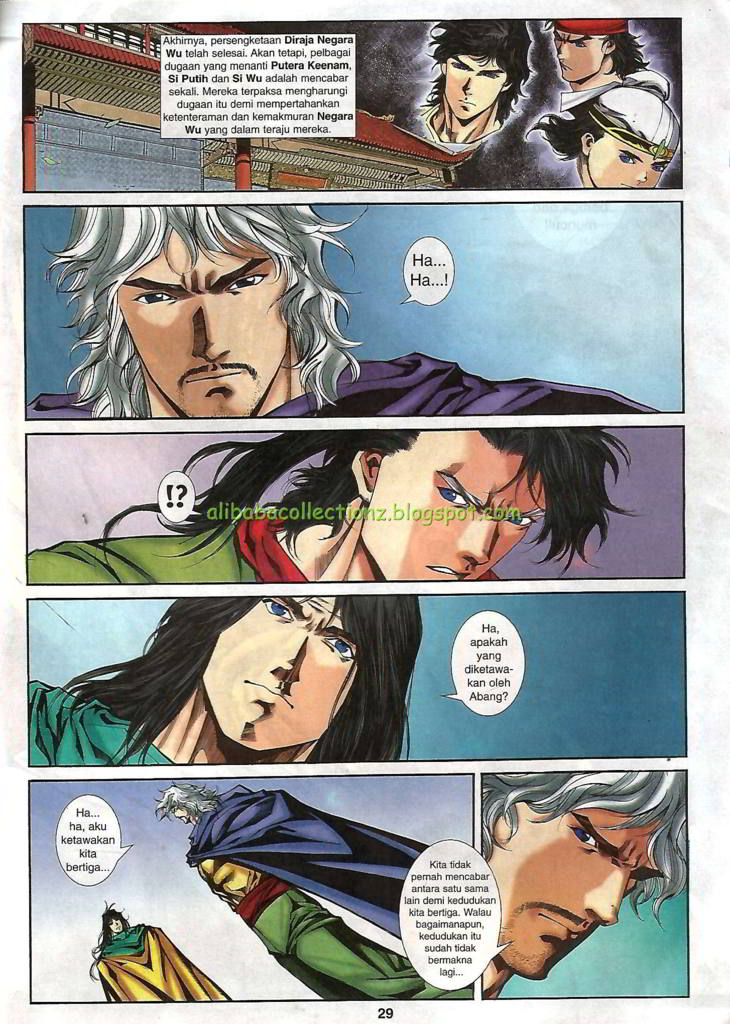 Akhirnya, persengketaan Diraja Negara
Wu telah selesai. Akan tetapi, pelbagai
dugaan yang menanti Putera Keenam,
Si Putih dan Si Wu adalah mencabar
sekali. Mereka terpaksa mengharungi
dugaan itu demi mempertahankan
ketenteraman dan kemakmuran Negara
Wu yang dalam teraju mereka.
Ha...
Ha...!
!?
alibabacollectionz.blogspot.com
Ha,
apakah
yang
diketawa-
kan oleh
Abang?
Ha...
ha, aku
ketawakan
kita
bertiga...
Kita tidak
pernah mencabar
antara satu sama
lain demi kedudukan
kita bertiga. Walau
bagaimanapun,
kedudukan itu
sudah tidak
bermakna
lagi...
29